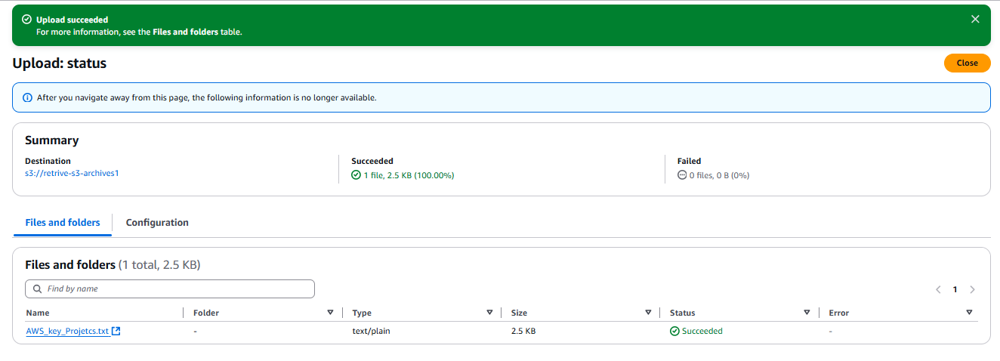 Upload succeeded
For more information, see the Files and folders table.
Upload: status
Close
After you navigate away from this page, the following information is no longer available.
Summary
Destination
s3://retrive-s3-archives1
Succeeded
1 file, 2.5 KB (100.00%)
Failed
0 files, 0 B (0%)
Files and folders
Configuration
Files and folders (1 total, 2.5 KB)
Find by name
1
Name Folder Type Size Status Error
AWS_key_Projetcs.txt - text/plain 2.5 KB Succeeded -